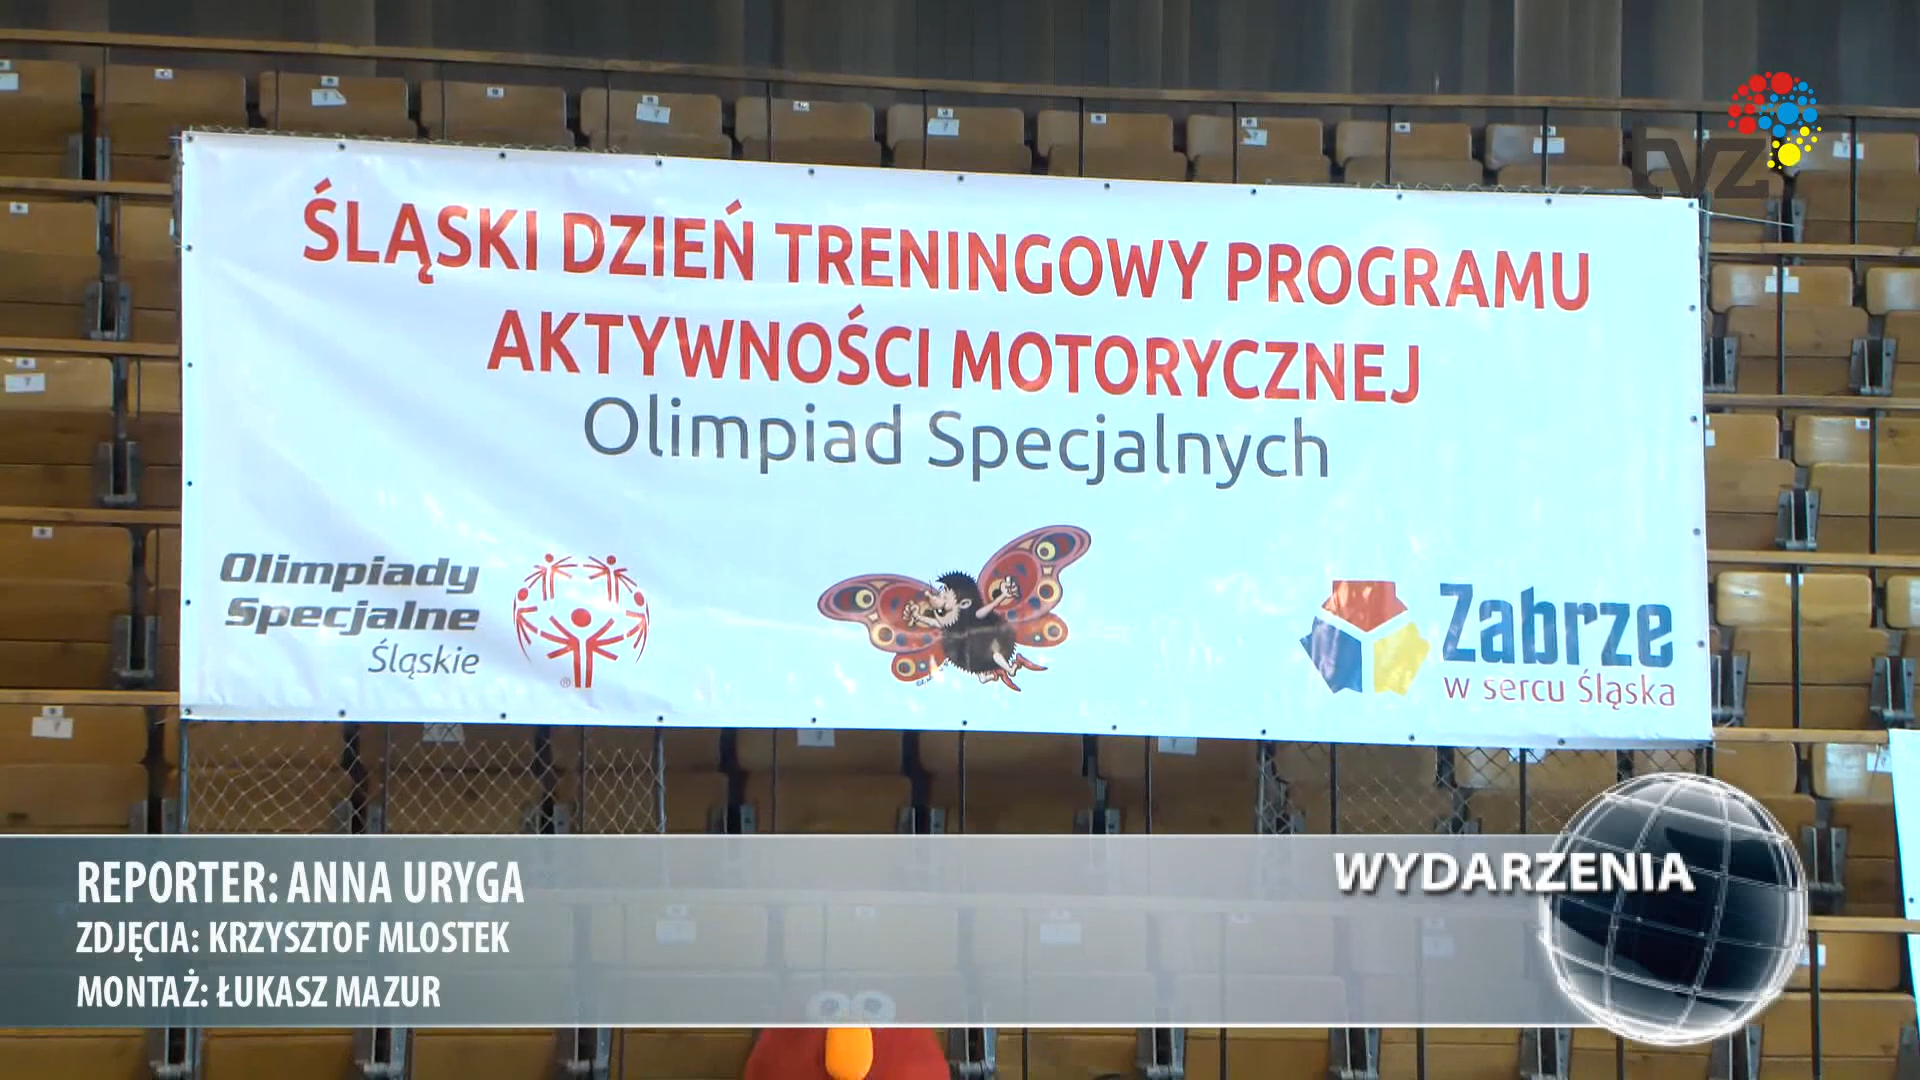 tvz
ŚLĄSKI DZIEŃ TRENINGOWY PROGRAMU
AKTYWNOŚCI MOTORYCZNEJ
Olimpiad Specjalnych
Olimpiady
Specjalne
Śląskie
®
Zabrze
w sercu Śląska
WYDARZENIA
REPORTER: ANNA URYGA
ZDJĘCIA: KRZYSZTOF MLOSTEK
MONTAŻ: ŁUKASZ MAZUR